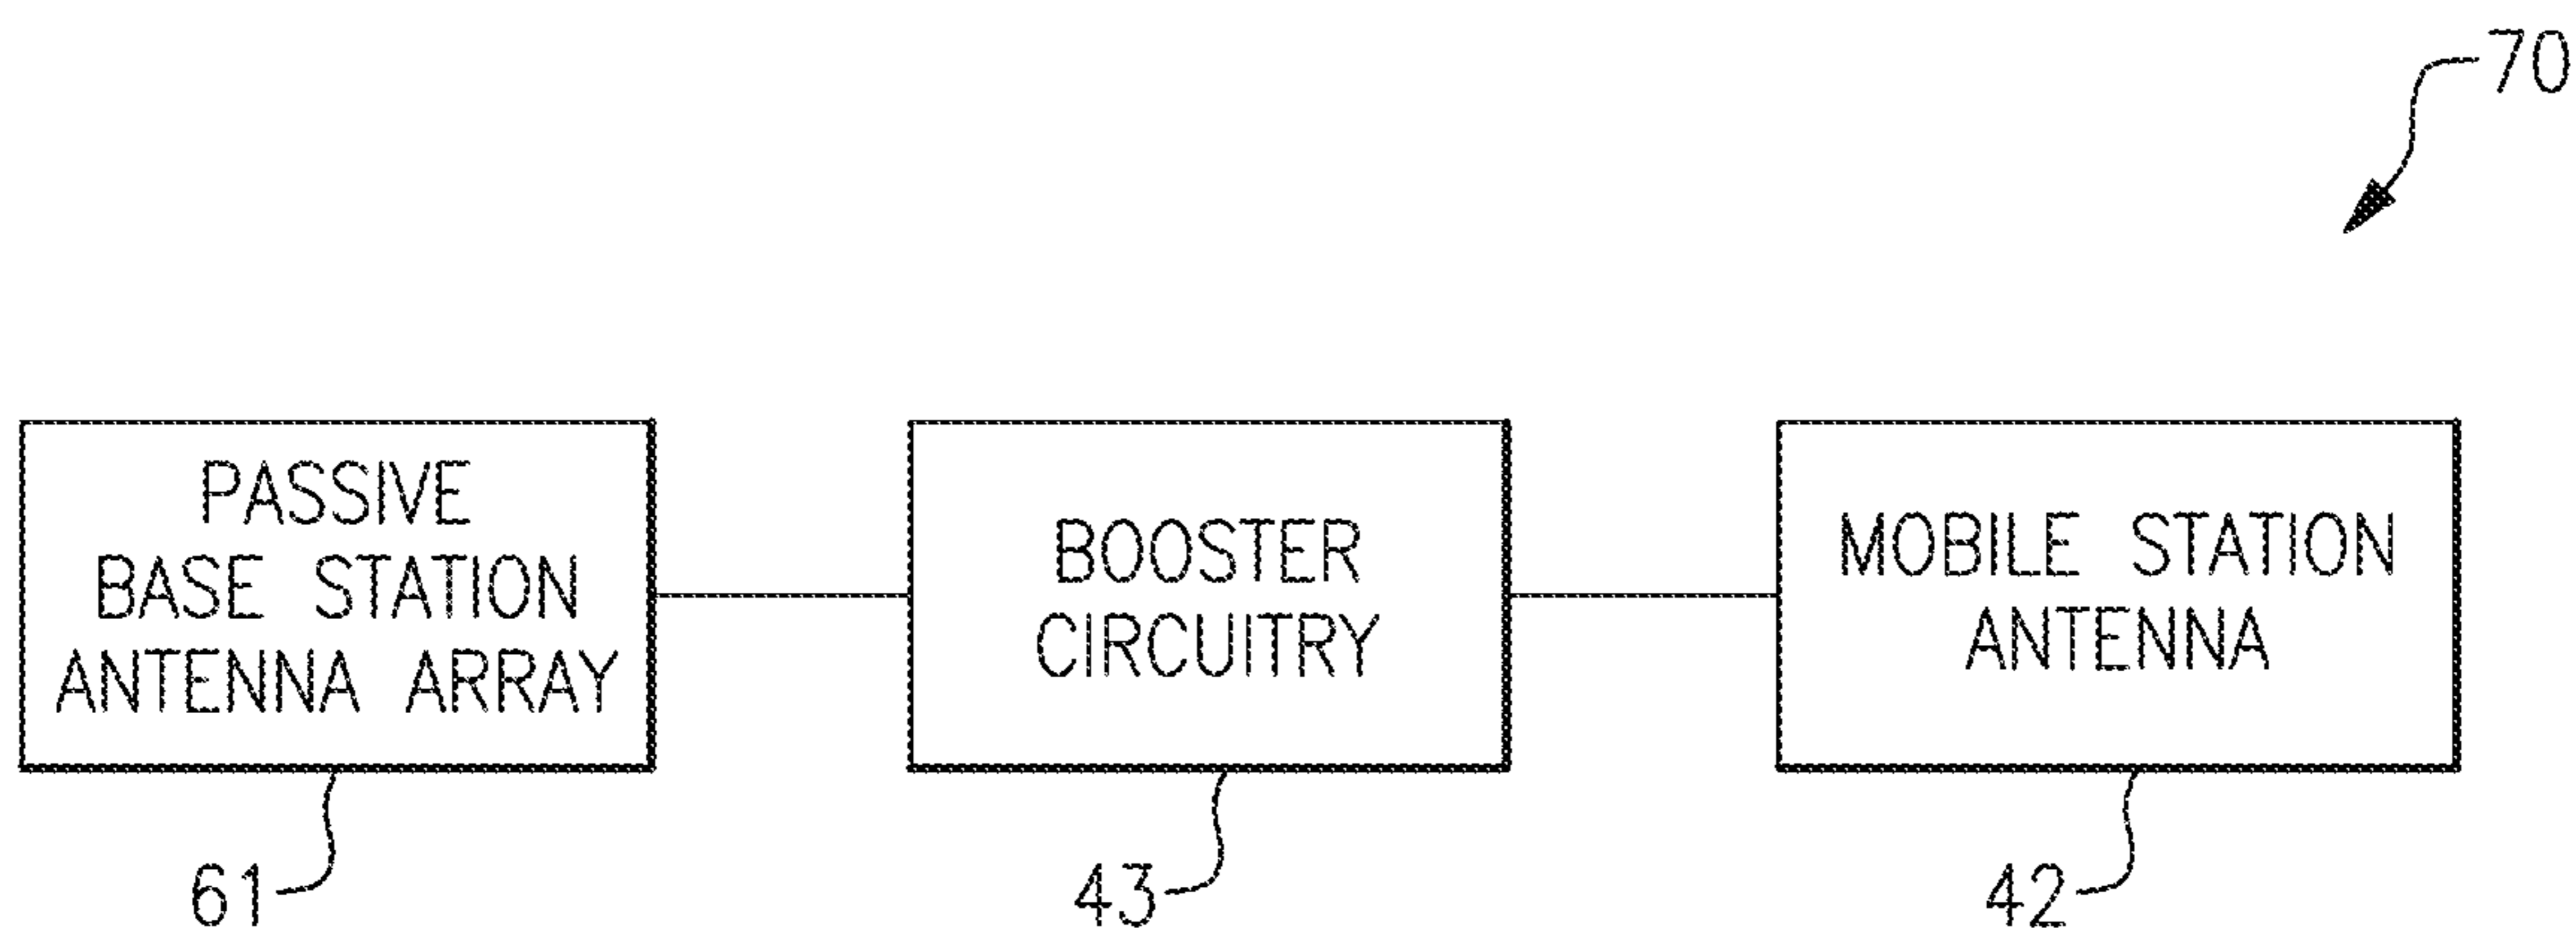 70
PASSIVE
BASE STATION
ANTENNA ARRAY
BOOSTER
CIRCUITRY
MOBILE STATION
ANTENNA
61
43
42